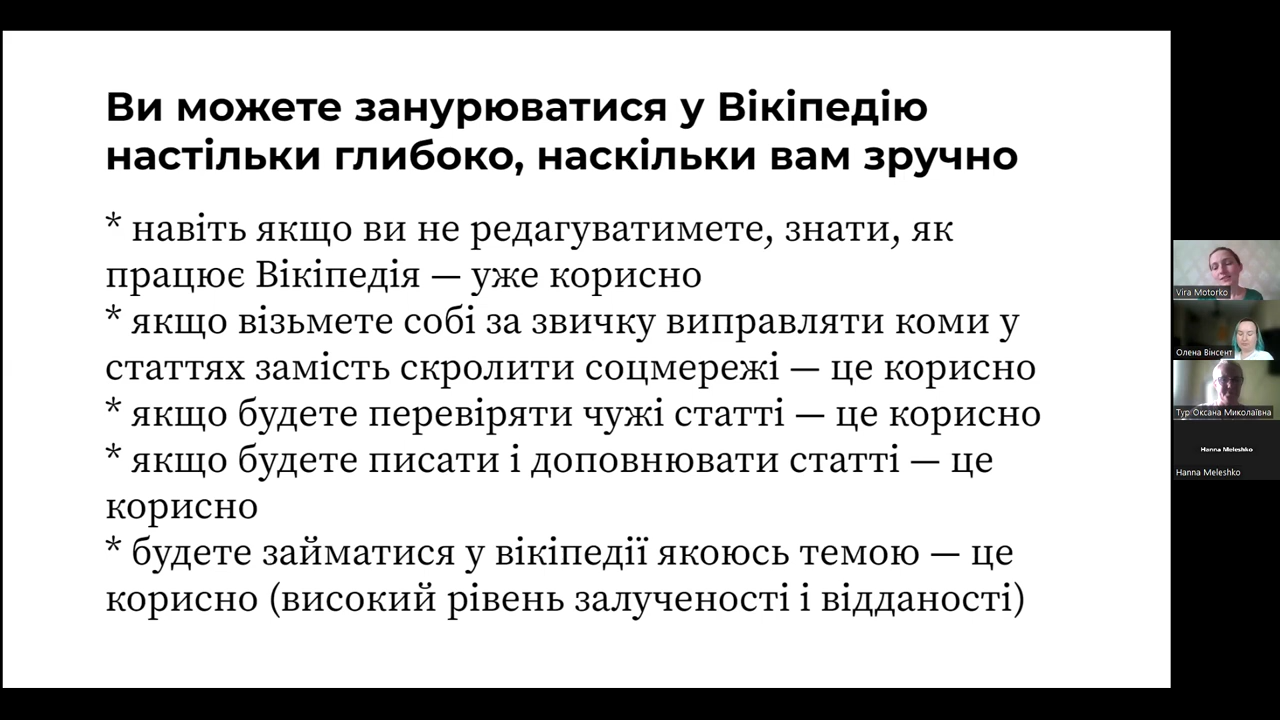 Ви можете занурюватися у Вікіпедію
настільки глибоко, наскільки вам зручно
* навіть якщо ви не редагуватимете, знати, як
працює Вікіпедія — уже корисно
* якщо візьмете собі за звичку виправляти коми у
статтях замість скролити соцмережі — це корисно
* якщо будете перевіряти чужі статті — це корисно
* якщо будете писати і доповнювати статті — це
корисно
* будете займатися у вікіпедії якоюсь темою — це
корисно (високий рівень залученості і відданості)
Vira Motorko
Олена Вінсент
Тур Оксана Миколаївна
Hanna Meleshko
Hanna Meleshko